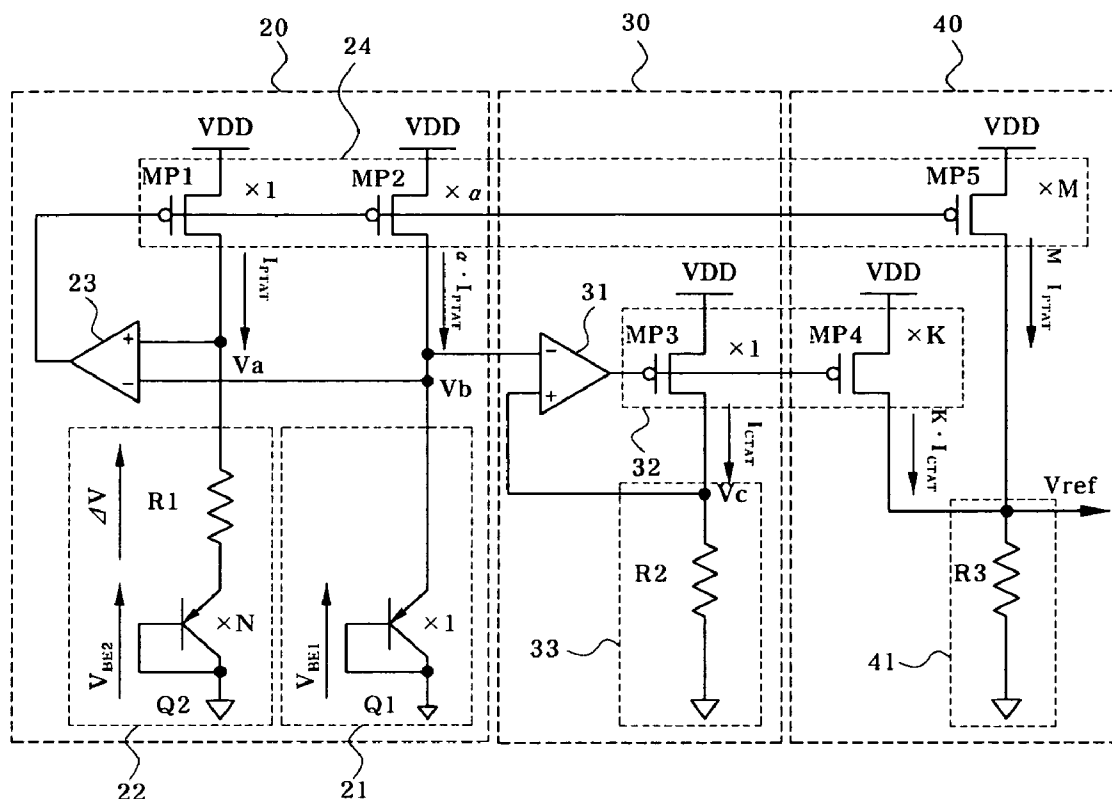 20
24
30
40
VDD
VDD
VDD
MP1
×1
MP2
×α
MP5
×M
I_PTAT
α · I_PTAT
M I_PTAT
23
+
−
Va
Vb
31
−
+
VDD
VDD
MP3
×1
MP4
×K
32
I_CTAT
K · I_CTAT
Vc
Vref
ΔV
R1
R2
R3
V_BE2
×N
V_BE1
×1
Q2
Q1
33
41
22
21